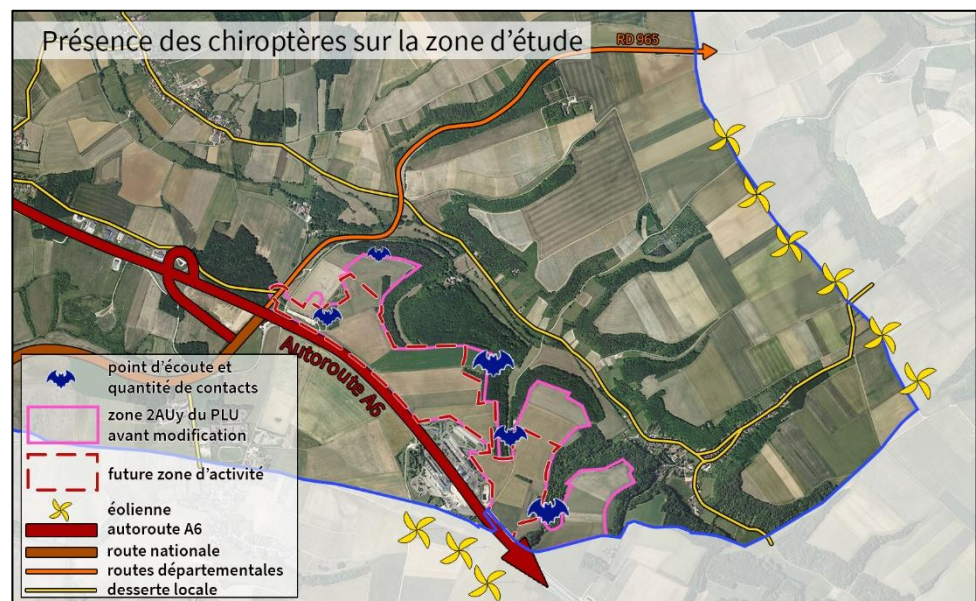 Présence des chiroptères sur la zone d'étude
RD 965
Autoroute A6
point d'écoute et
quantité de contacts
zone 2AUy du PLU
avant modification
future zone d'activité
éolienne
autoroute A6
route nationale
routes départementales
desserte locale